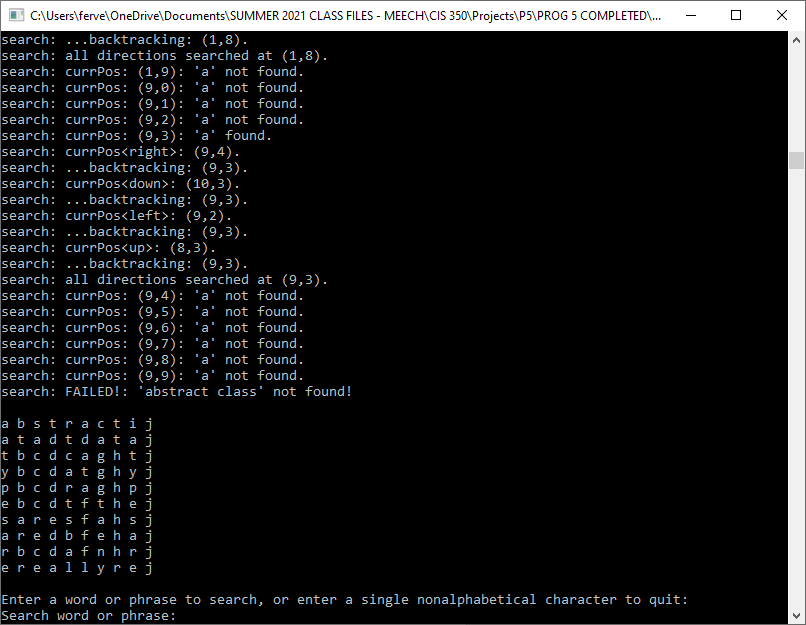 C:\Users\ferve\OneDrive\Documents\SUMMER 2021 CLASS FILES - MEECH\CIS 350\Projects\P5\PROG 5 COMPLETED\...
search: ...backtracking: (1,8).
search: all directions searched at (1,8).
search: currPos: (1,9): 'a' not found.
search: currPos: (9,0): 'a' not found.
search: currPos: (9,1): 'a' not found.
search: currPos: (9,2): 'a' not found.
search: currPos: (9,3): 'a' found.
search: currPos<right>: (9,4).
search: ...backtracking: (9,3).
search: currPos<down>: (10,3).
search: ...backtracking: (9,3).
search: currPos<left>: (9,2).
search: ...backtracking: (9,3).
search: currPos<up>: (8,3).
search: ...backtracking: (9,3).
search: all directions searched at (9,3).
search: currPos: (9,4): 'a' not found.
search: currPos: (9,5): 'a' not found.
search: currPos: (9,6): 'a' not found.
search: currPos: (9,7): 'a' not found.
search: currPos: (9,8): 'a' not found.
search: currPos: (9,9): 'a' not found.
search: FAILED!: 'abstract class' not found!
a b s t r a c t i j
a t a d t d a t a j
t b c d c a g h t j
y b c d a t g h y j
p b c d r a g h p j
e b c d t f t h e j
s a r e s f a h s j
a r e d b f e h a j
r b c d a f n h r j
e r e a l l y r e j
Enter a word or phrase to search, or enter a single nonalphabetical character to quit:
Search word or phrase: